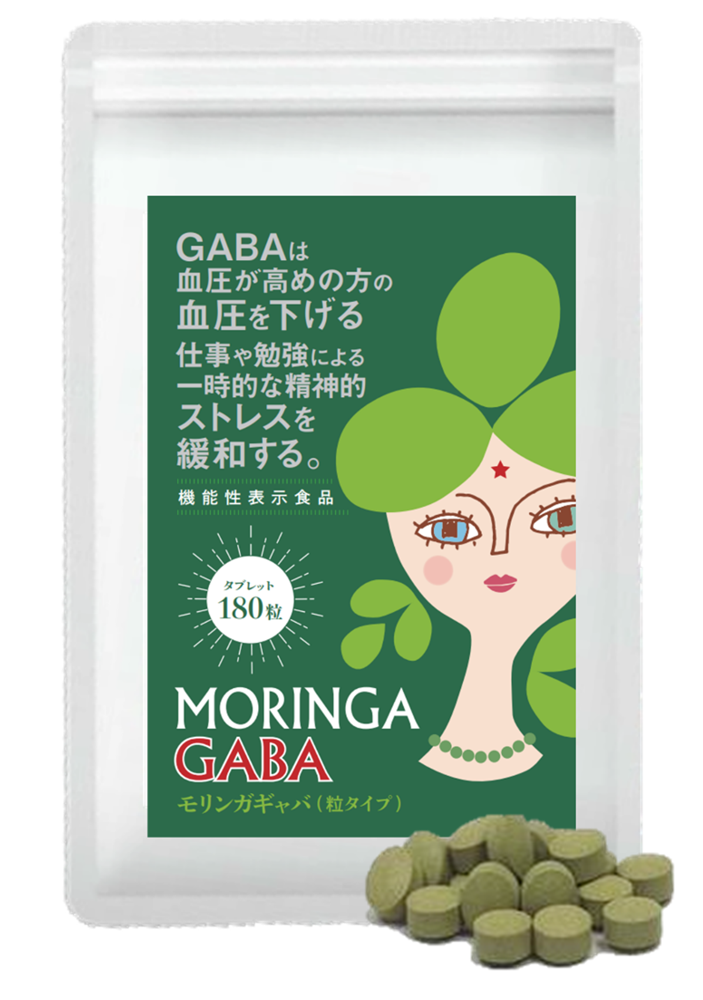 GABAは
血圧が高めの方の
血圧を下げる
仕事や勉強による
一時的な精神的
ストレスを
緩和する。
機能性表示食品
タブレット
180粒
MORINGA
GABA
モリンガギャバ(粒タイプ)